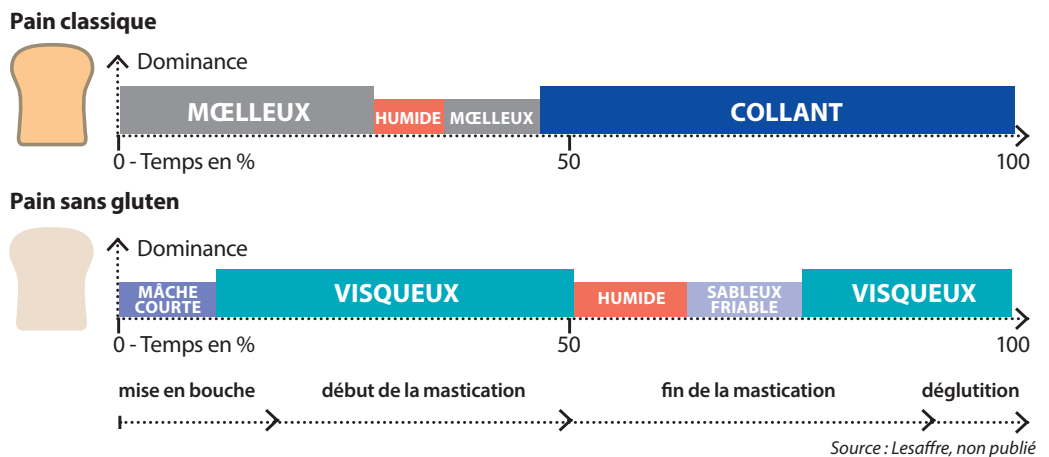 Pain classique
Dominance
MŒLLEUX
HUMIDE
MŒLLEUX
COLLANT
0 - Temps en %
50
100
Pain sans gluten
Dominance
MÂCHE
COURTE
VISQUEUX
HUMIDE
SABLEUX
FRIABLE
VISQUEUX
0 - Temps en %
50
100
mise en bouche
début de la mastication
fin de la mastication
déglutition
Source : Lesaffre, non publié